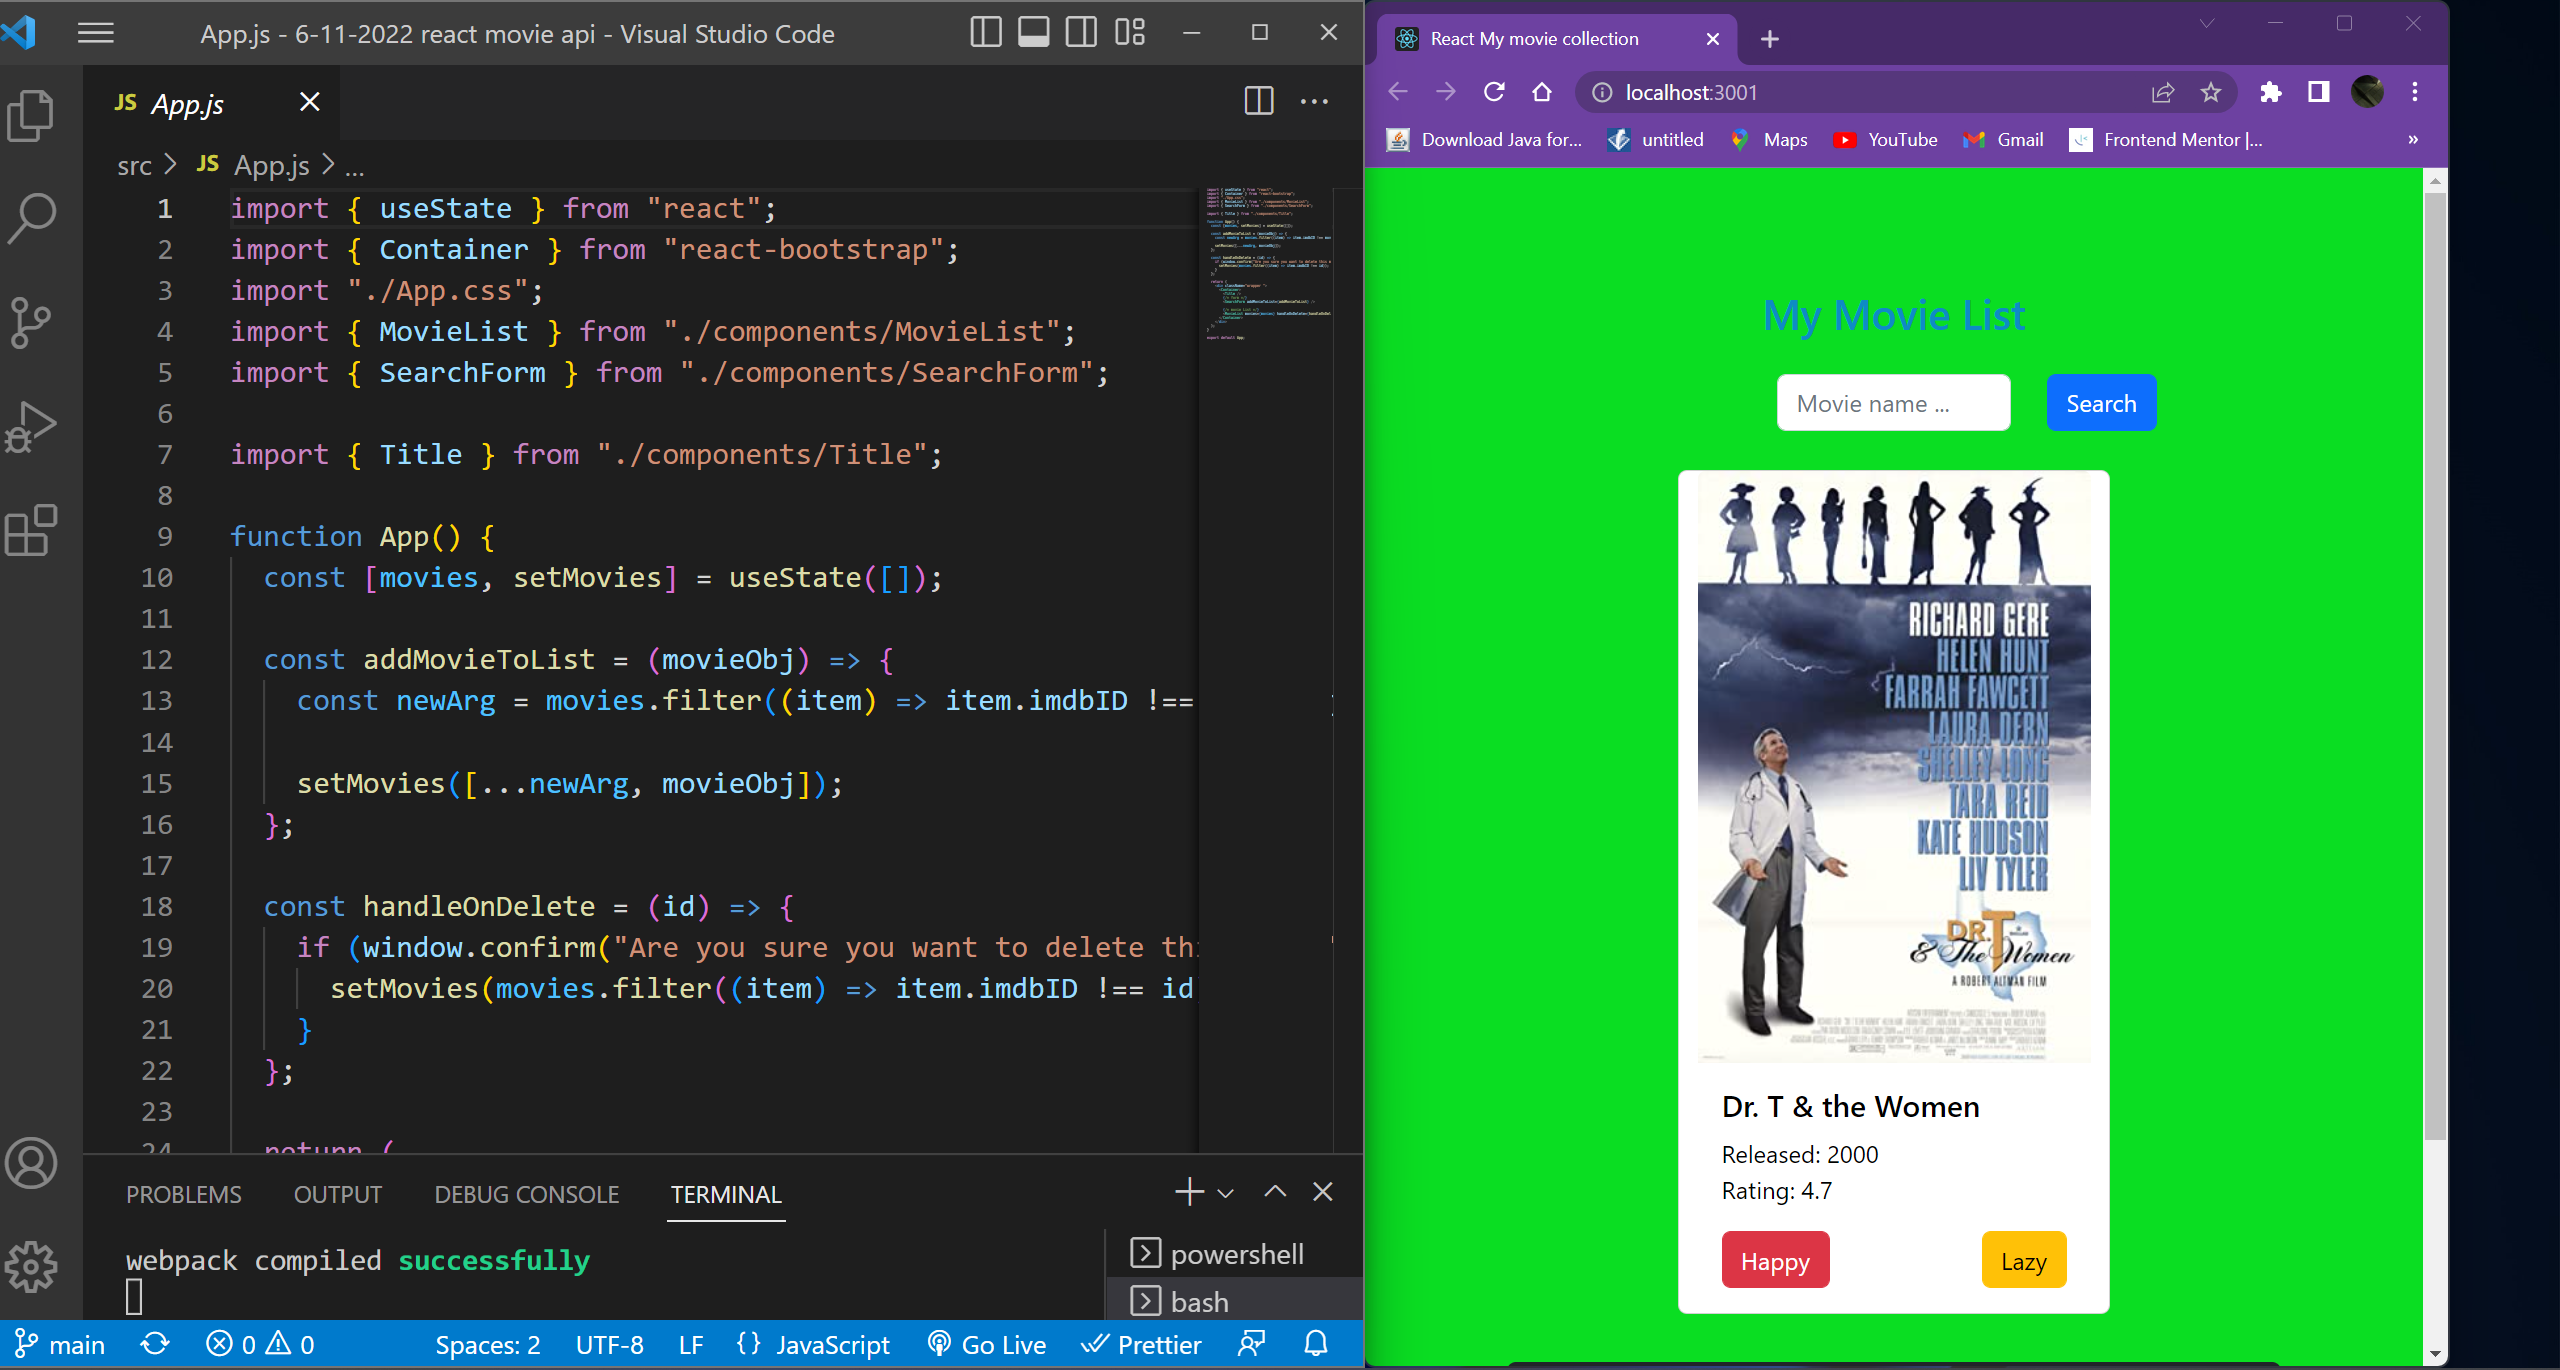 App.js - 6-11-2022 react movie api - Visual Studio Code
JS App.js
src > JS App.js > ...
1 import { useState } from "react";
2 import { Container } from "react-bootstrap";
3 import "./App.css";
4 import { MovieList } from "./components/MovieList";
5 import { SearchForm } from "./components/SearchForm";
6
7 import { Title } from "./components/Title";
8
9 function App() {
10 const [movies, setMovies] = useState([]);
11
12 const addMovieToList = (movieObj) => {
13 const newArg = movies.filter((item) => item.imdbID !==
14
15 setMovies([...newArg, movieObj]);
16 };
17
18 const handleOnDelete = (id) => {
19 if (window.confirm("Are you sure you want to delete thi
20 setMovies(movies.filter((item) => item.imdbID !== id
21 }
22 };
23
24 return (
PROBLEMS OUTPUT DEBUG CONSOLE TERMINAL
webpack compiled successfully
powershell
bash
main 0 0 Spaces: 2 UTF-8 LF {} JavaScript Go Live Prettier
React My movie collection
localhost:3001
Download Java for... untitled Maps YouTube Gmail Frontend Mentor |...
»
My Movie List
Movie name ... Search
RICHARD GERE
HELEN HUNT
FARRAH FAWCETT
LAURA DERN
SHELLEY LONG
TARA REID
KATE HUDSON
LIV TYLER
DR. T
& The Women
A ROBERT ALTMAN FILM
Dr. T & the Women
Released: 2000
Rating: 4.7
Happy Lazy